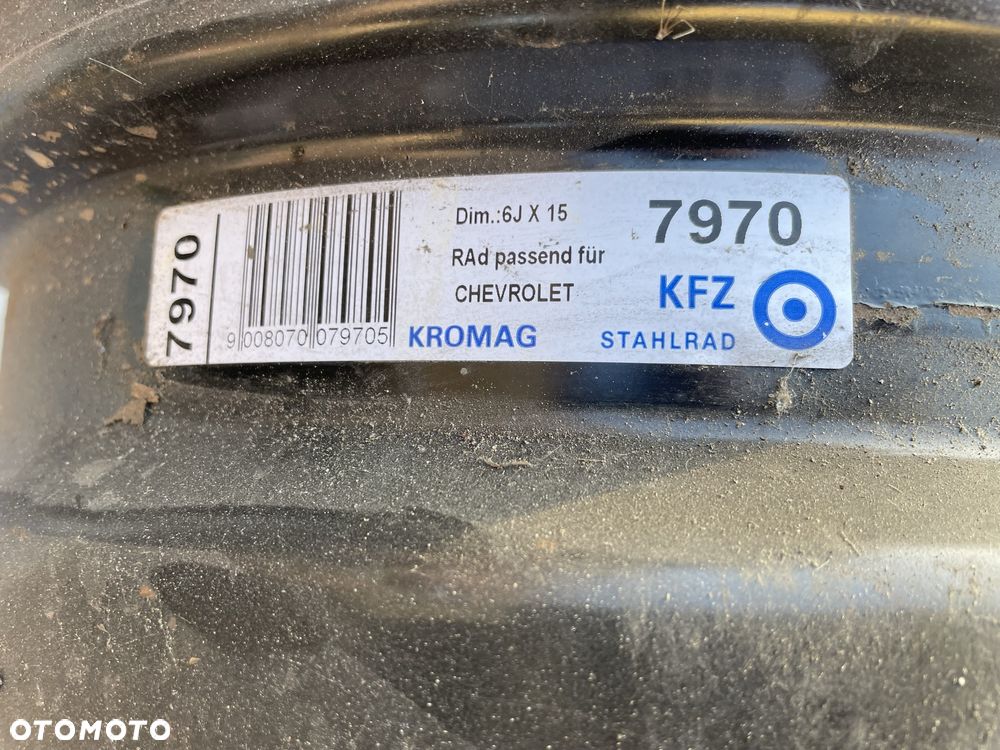 7970
9 008070 079705
Dim.:6J X 15
RAd passend für
CHEVROLET
KROMAG
7970
KFZ
STAHLRAD
OTOMOTO